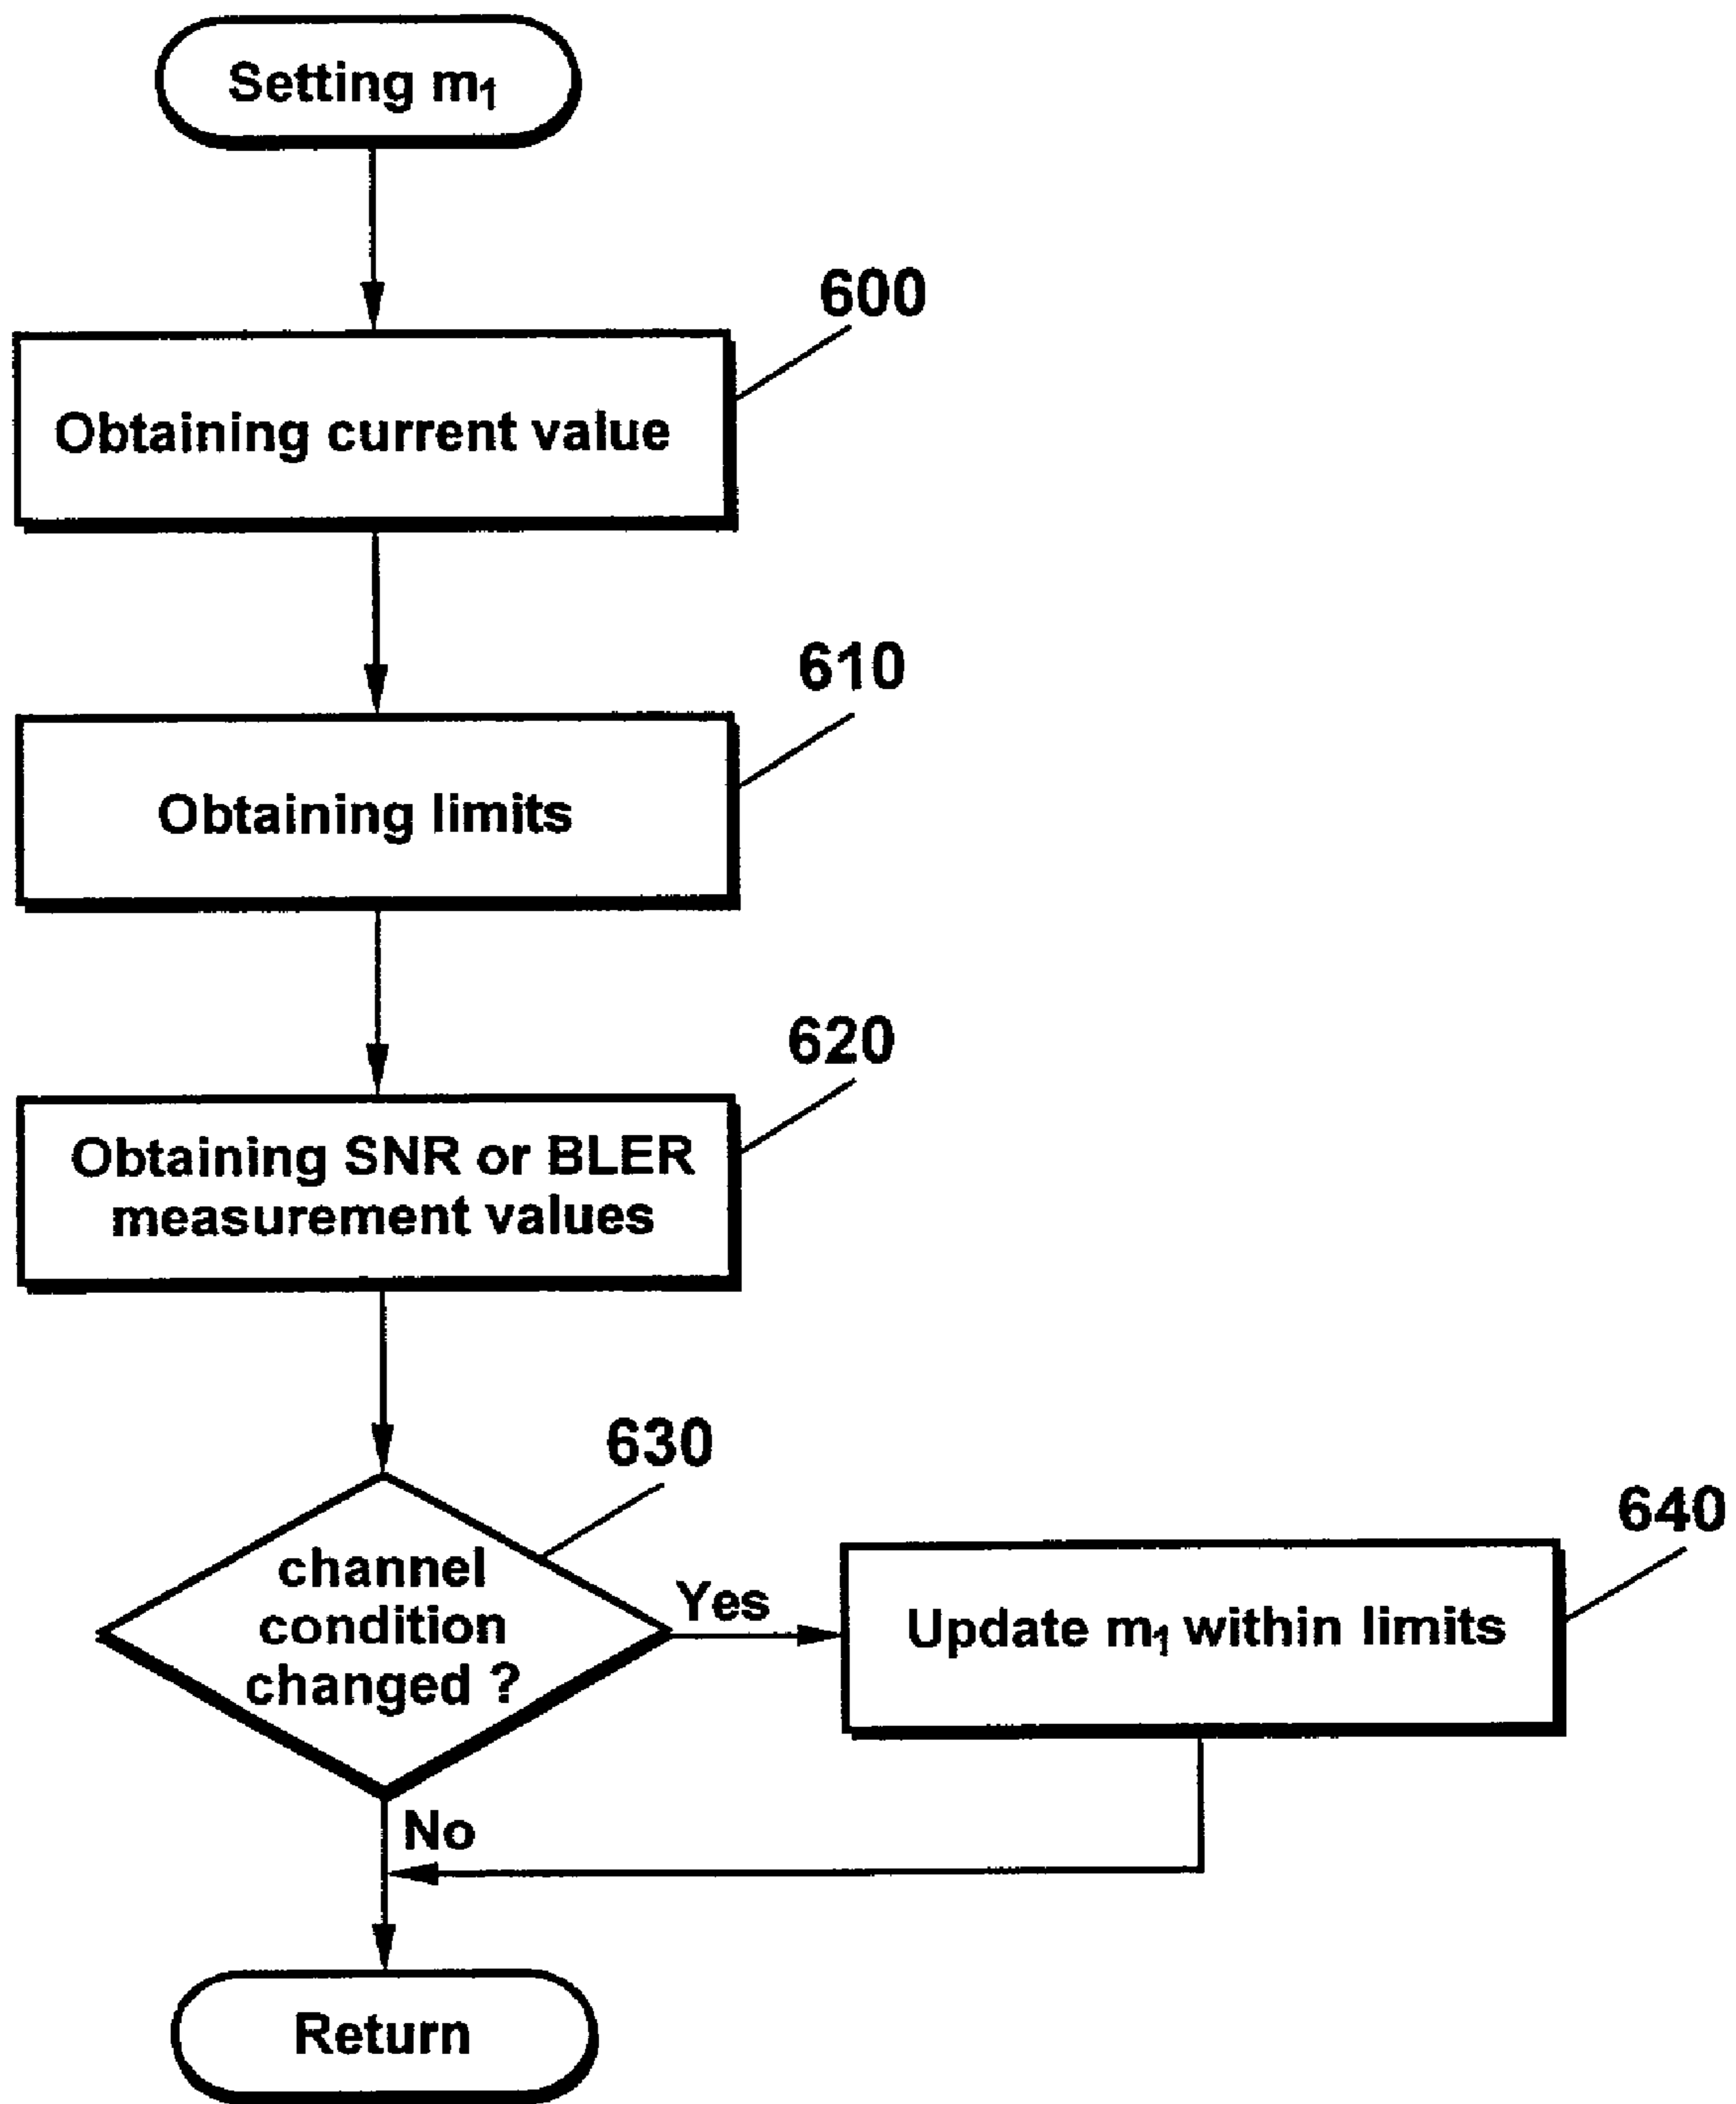 Setting m₁
600
Obtaining current value
610
Obtaining limits
620
Obtaining SNR or BLER
measurement values
630
channel
condition
changed ?
Yes
640
Update m₁ within limits
No
Return